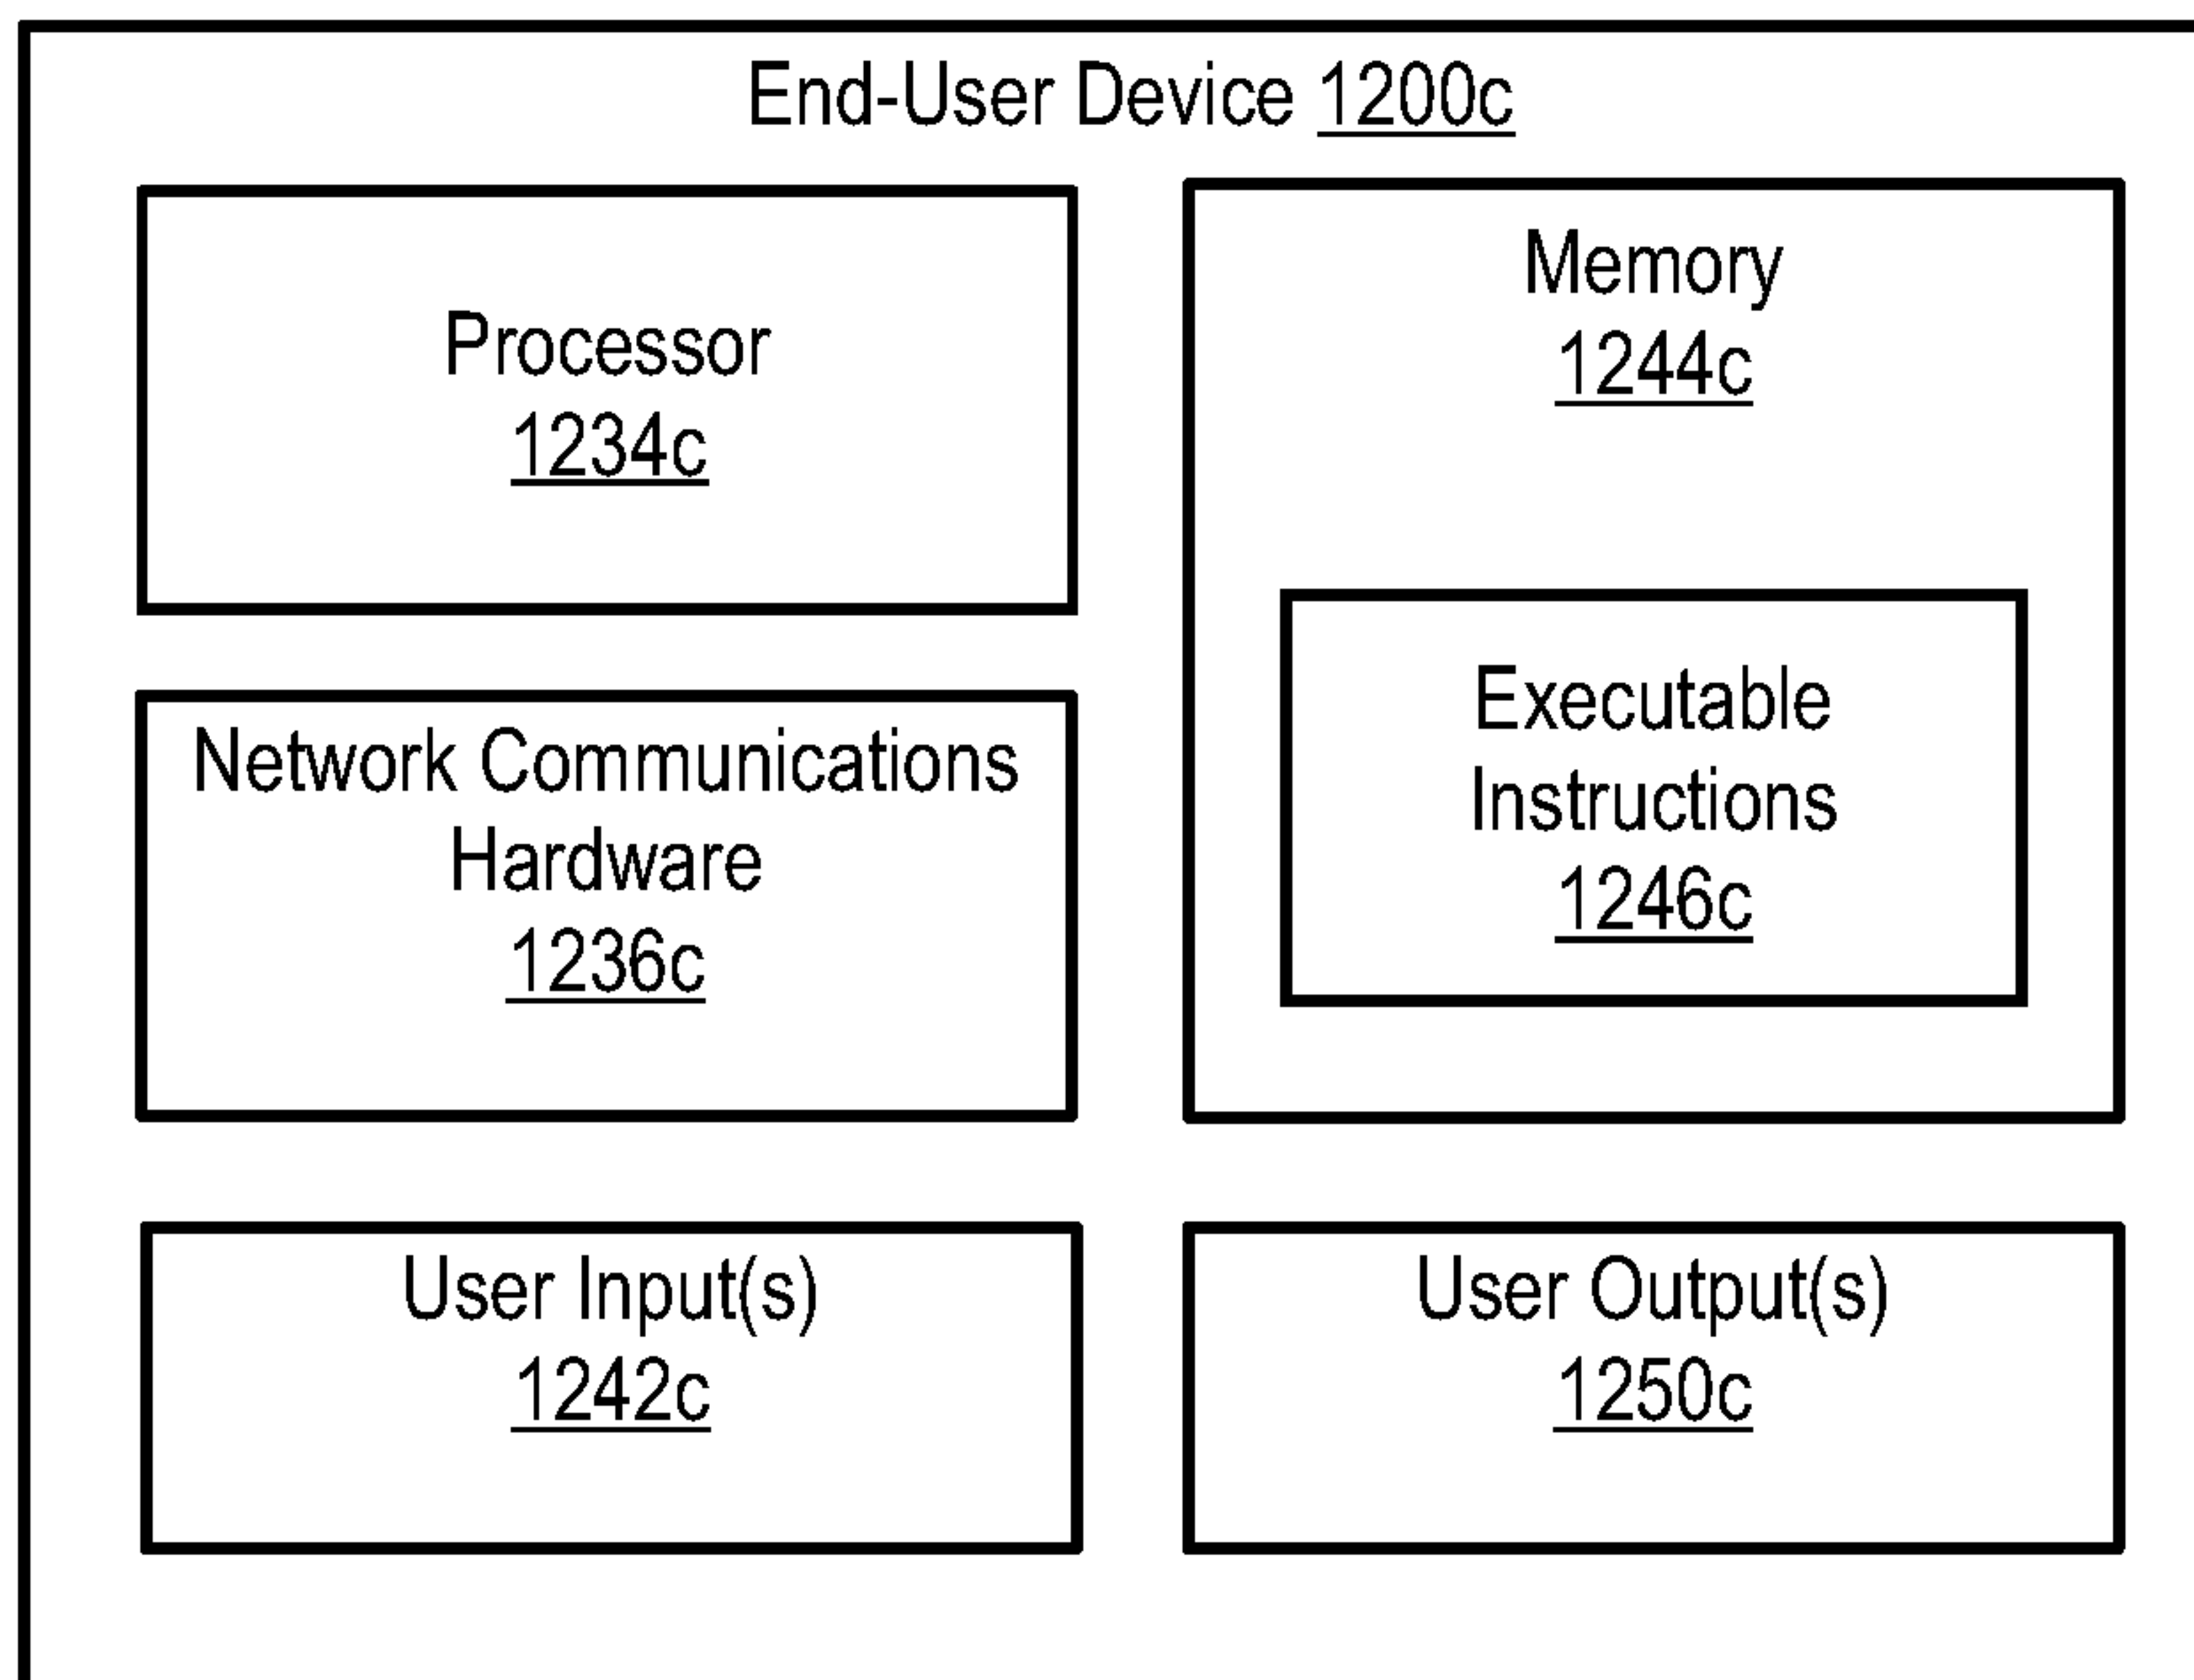 End-User Device 1200c
Processor
1234c
Memory
1244c
Executable
Instructions
1246c
Network Communications
Hardware
1236c
User Input(s)
1242c
User Output(s)
1250c